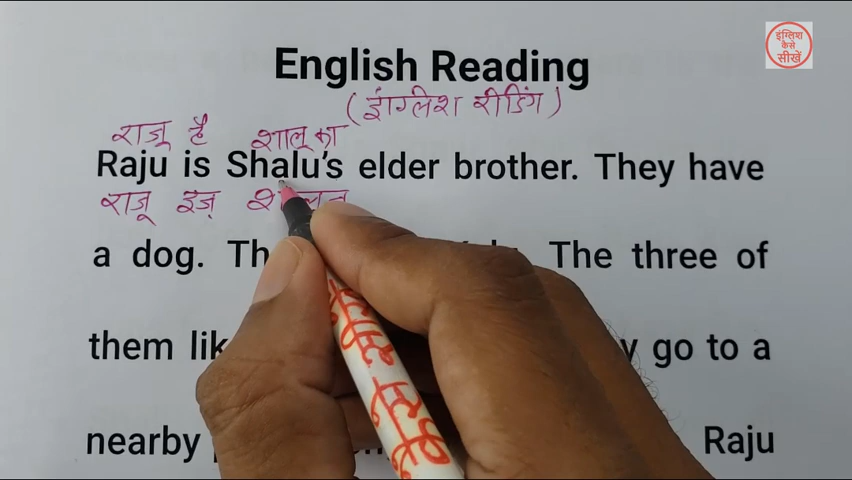 इंग्लिश
कैसे
सीखें
English Reading
(इंग्लिश रीडिंग)
राजू है शालू का
Raju is Shalu's elder brother. They have
राजू इज़
a dog. The three of
them go to a
nearby Raju